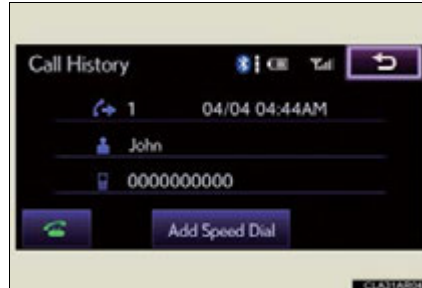 Call History
1 04/04 04:44AM
John
0000000000
Add Speed Dial